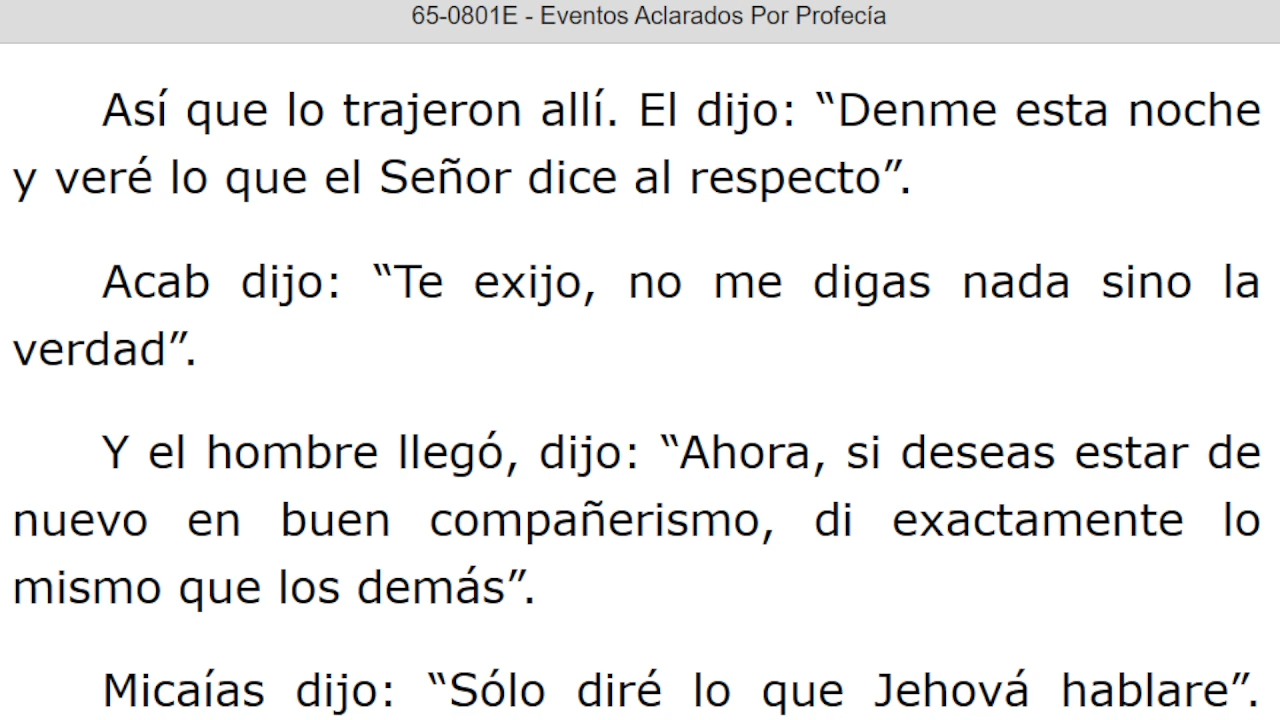 65-0801E - Eventos Aclarados Por Profecía
Así que lo trajeron allí. El dijo: “Denme esta noche
y veré lo que el Señor dice al respecto”.
Acab dijo: “Te exijo, no me digas nada sino la
verdad”.
Y el hombre llegó, dijo: “Ahora, si deseas estar de
nuevo en buen compañerismo, di exactamente lo
mismo que los demás”.
Micaías dijo: “Sólo diré lo que Jehová hablare”.